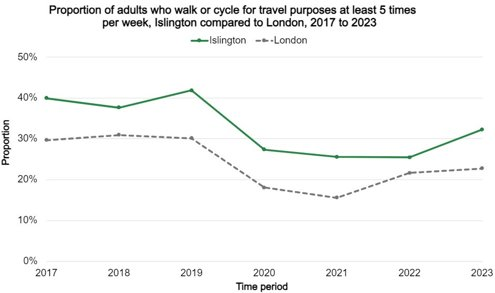 Proportion of adults who walk or cycle for travel purposes at least 5 times
per week, Islington compared to London, 2017 to 2023
Islington London
50%
40%
30%
20%
10%
0%
Proportion
2017 2018 2019 2020 2021 2022 2023
Time period